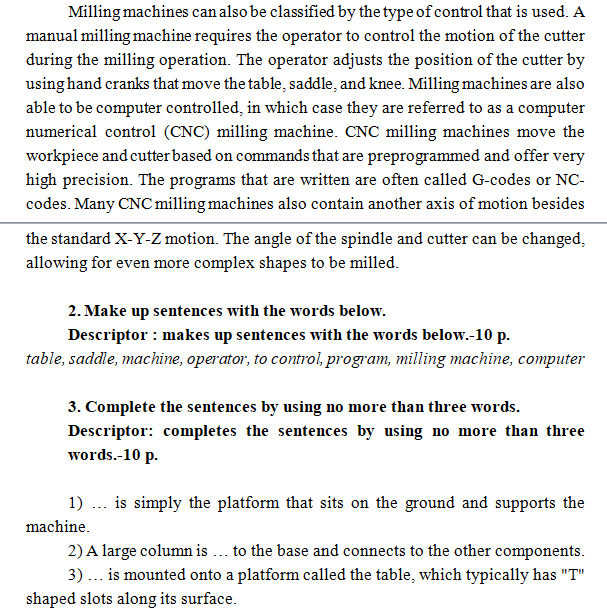 Milling machines can also be classified by the type of control that is used. A
manual milling machine requires the operator to control the motion of the cutter
during the milling operation. The operator adjusts the position of the cutter by
using hand cranks that move the table, saddle, and knee. Milling machines are also
able to be computer controlled, in which case they are referred to as a computer
numerical control (CNC) milling machine. CNC milling machines move the
workpiece and cutter based on commands that are preprogrammed and offer very
high precision. The programs that are written are often called G-codes or NC-
codes. Many CNC milling machines also contain another axis of motion besides
the standard X-Y-Z motion. The angle of the spindle and cutter can be changed,
allowing for even more complex shapes to be milled.
2. Make up sentences with the words below.
Descriptor : makes up sentences with the words below.-10 p.
table, saddle, machine, operator, to control, program, milling machine, computer
3. Complete the sentences by using no more than three words.
Descriptor: completes the sentences by using no more than three
words.-10 p.
1) … is simply the platform that sits on the ground and supports the
machine.
2) A large column is … to the base and connects to the other components.
3) … is mounted onto a platform called the table, which typically has "T"
shaped slots along its surface.